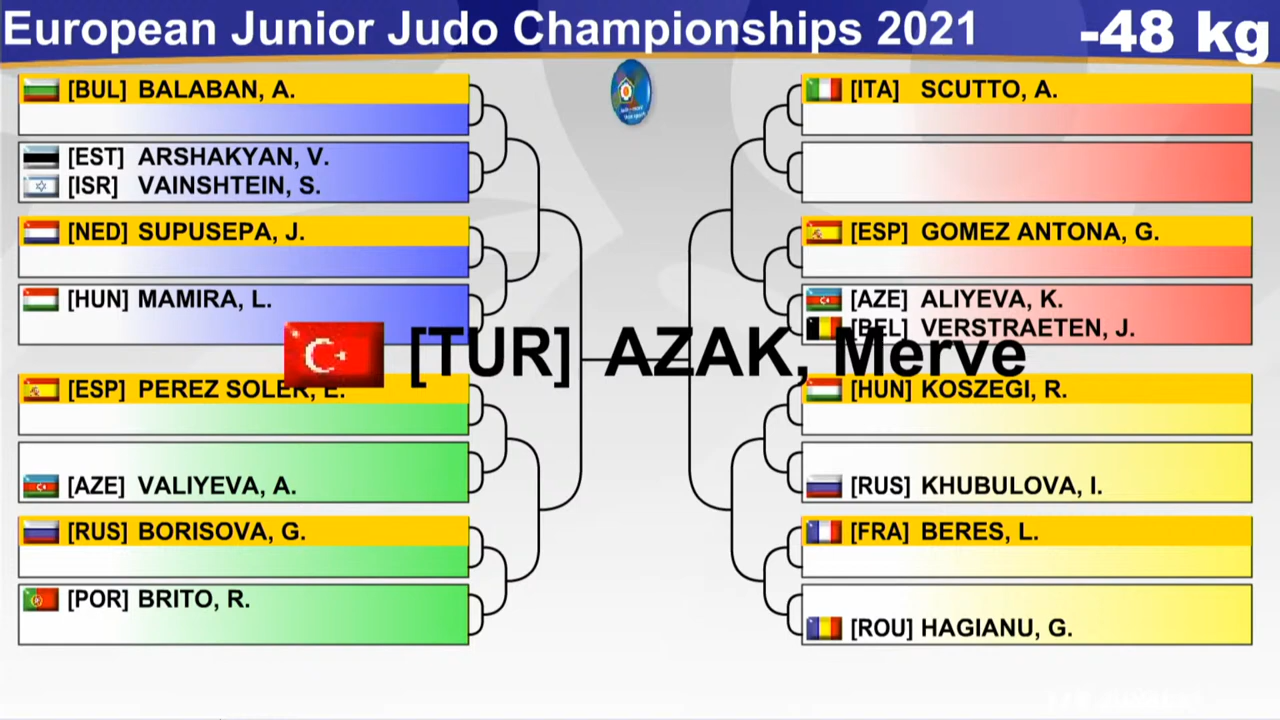 European Junior Judo Championships 2021
-48 kg
[BUL] BALABAN, A.
[EST] ARSHAKYAN, V.
[ISR] VAINSHTEIN, S.
[NED] SUPUSEPA, J.
[HUN] MAMIRA, L.
[ESP] PEREZ SOLER, E.
[AZE] VALIYEVA, A.
[RUS] BORISOVA, G.
[POR] BRITO, R.
[TUR] AZAK, Merve
[ITA] SCUTTO, A.
[ESP] GOMEZ ANTONA, G.
[AZE] ALIYEVA, K.
[BEL] VERSTRAETEN, J.
[HUN] KOSZEGI, R.
[RUS] KHUBULOVA, I.
[FRA] BERES, L.
[ROU] HAGIANU, G.